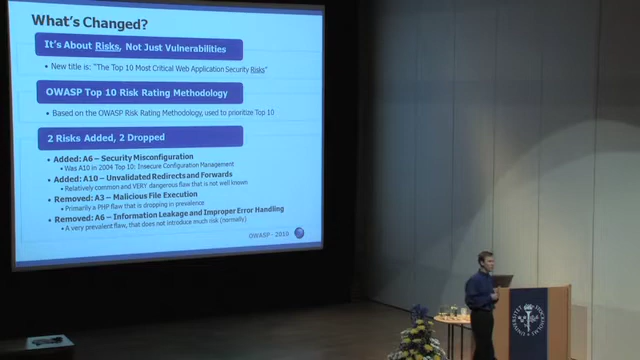 What's Changed?
It's About Risks, Not Just Vulnerabilities
• New title is: "The Top 10 Most Critical Web Application Security Risks"
OWASP Top 10 Risk Rating Methodology
• Based on the OWASP Risk Rating Methodology, used to prioritize Top 10
2 Risks Added, 2 Dropped
• Added: A6 – Security Misconfiguration
• Was A10 in 2004 Top 10: Insecure Configuration Management
• Added: A10 – Unvalidated Redirects and Forwards
• Relatively common and VERY dangerous flaw that is not well known
• Removed: A3 – Malicious File Execution
• Primarily a PHP flaw that is dropping in prevalence
• Removed: A6 – Information Leakage and Improper Error Handling
• A very prevalent flaw, that does not introduce much risk (normally)
OWASP - 2010